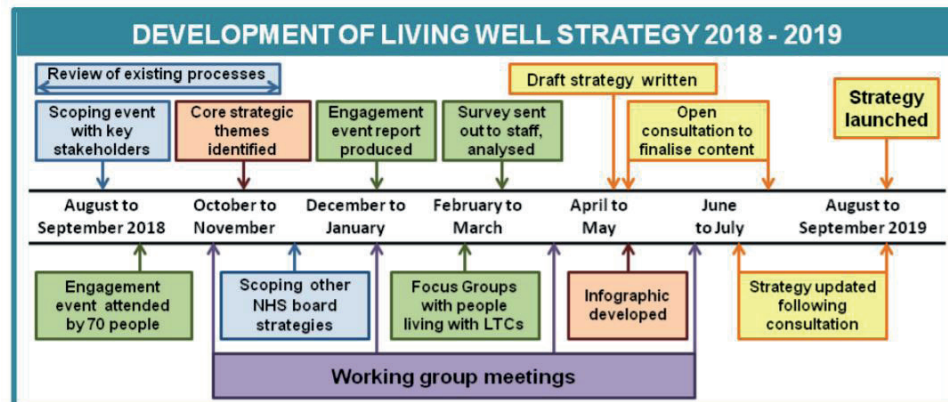 DEVELOPMENT OF LIVING WELL STRATEGY 2018 - 2019
Review of existing processes
Draft strategy written
Scoping event
with key
stakeholders
Core strategic
themes
identified
Engagement
event report
produced
Survey sent
out to staff,
analysed
Open
consultation to
finalise content
Strategy
launched
August to
September 2018
October to
November
December to
January
February to
March
April to
May
June
to July
August to
September 2019
Engagement
event attended
by 70 people
Scoping other
NHS board
strategies
Focus Groups
with people
living with LTCs
Infographic
developed
Strategy updated
following
consultation
Working group meetings